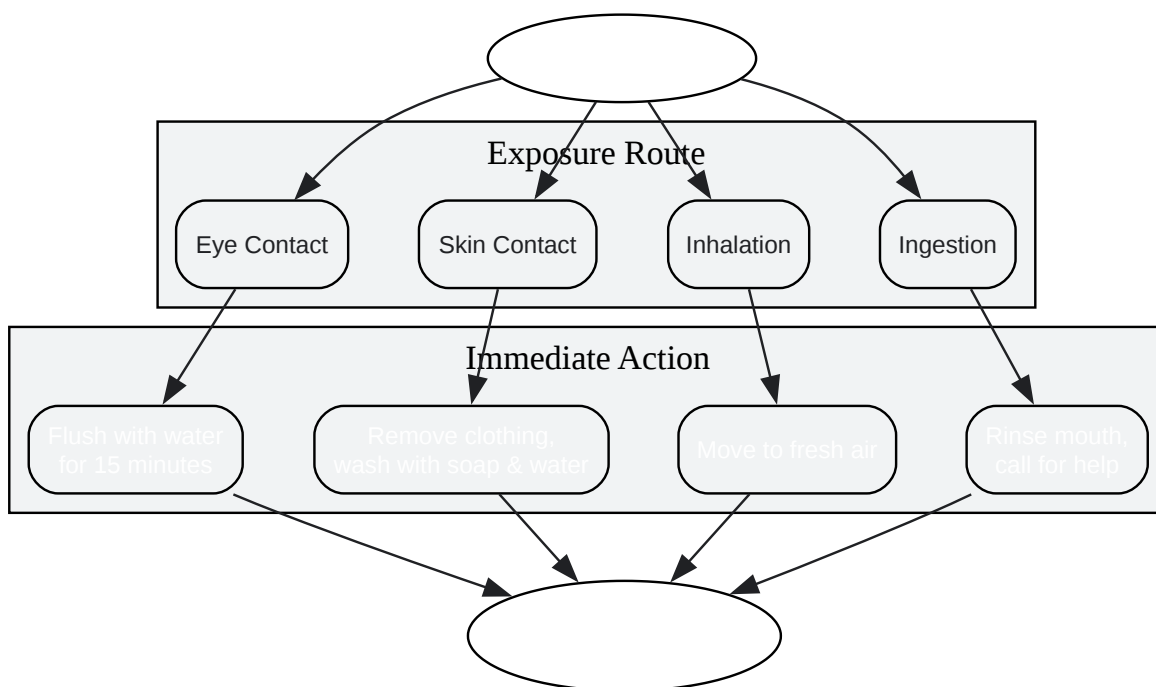 Exposure Route
Eye Contact
Skin Contact
Inhalation
Ingestion
Immediate Action
Flush with water
for 15 minutes
Remove clothing,
wash with soap & water
Move to fresh air
Rinse mouth,
call for help